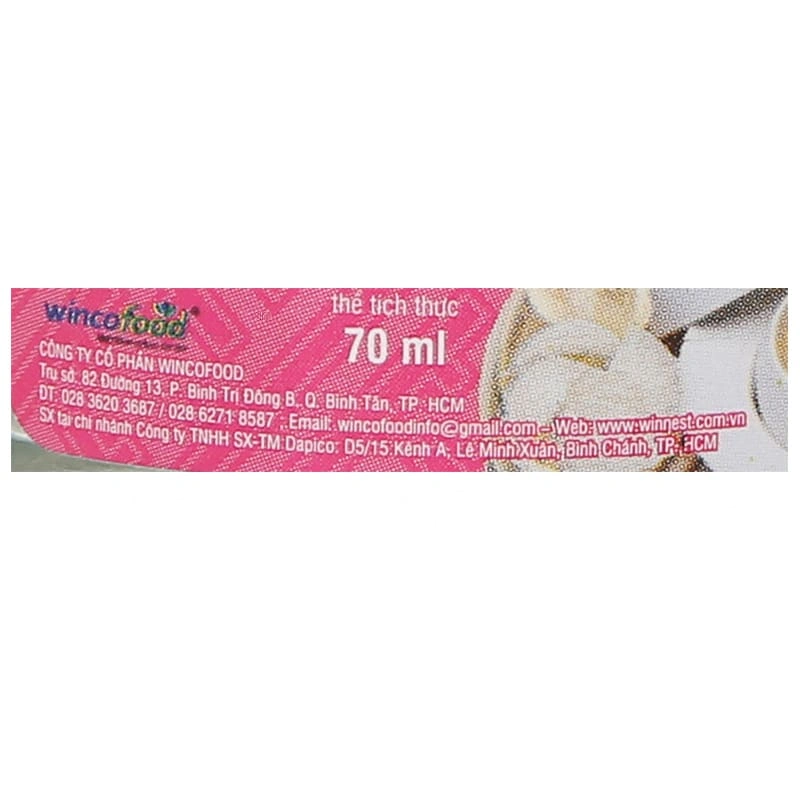 wincofood®
thể tích thực
70 ml
CÔNG TY CỔ PHẦN WINCOFOOD
Trụ sở: 82 Đường 13, P. Bình Trị Đông B, Q. Bình Tân, TP. HCM
ĐT: 028 3620 3687 / 028 6271 8587 Email: wincofoodinfo@gmail.com – Web: www.winnest.com.vn
SX tại chi nhánh Công ty TNHH SX-TM Dapico: D5/15 Kênh A, Lê Minh Xuân, Bình Chánh, TP. HCM